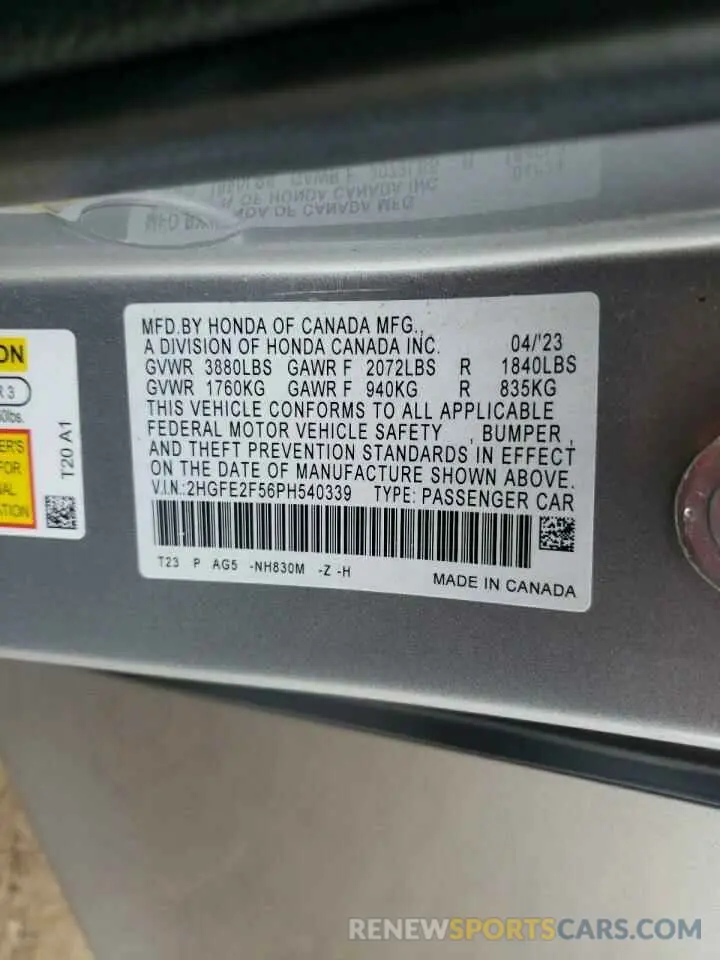 MFD.BY HONDA OF CANADA MFG.,
A DIVISION OF HONDA CANADA INC. 04/'23
GVWR 3880LBS GAWR F 2072LBS R 1840LBS
GVWR 1760KG GAWR F 940KG R 835KG
THIS VEHICLE CONFORMS TO ALL APPLICABLE
FEDERAL MOTOR VEHICLE SAFETY , BUMPER ,
AND THEFT PREVENTION STANDARDS IN EFFECT
ON THE DATE OF MANUFACTURE SHOWN ABOVE.
V.I.N.:2HGFE2F56PH540339 TYPE: PASSENGER CAR
T23 P AG5 -NH830M -Z -H
MADE IN CANADA
T20 A1
RENEWSPORTSCARS.COM